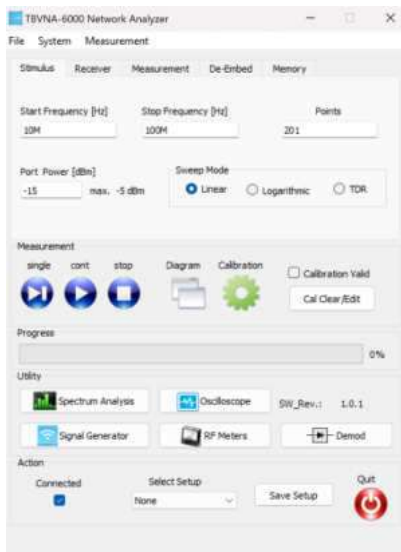 TBVNA-6000 Network Analyzer
File System Measurement
Stimulus Receiver Measurement De-Embed Memory
Start Frequency [Hz] Stop Frequency [Hz] Points
10M 100M 201
Port Power [dBm] Sweep Mode
-15 max. -5 dBm Linear Logarithmic TDR
Measurement
single cont stop Diagram Calibration
Calibration Valid
Cal Clear/Edit
Progress
0%
Utility
Spectrum Analysis Oscilloscope SW_Rev.: 1.0.1
Signal Generator RF Meters Demod
Action
Connected Select Setup Quit
None Save Setup